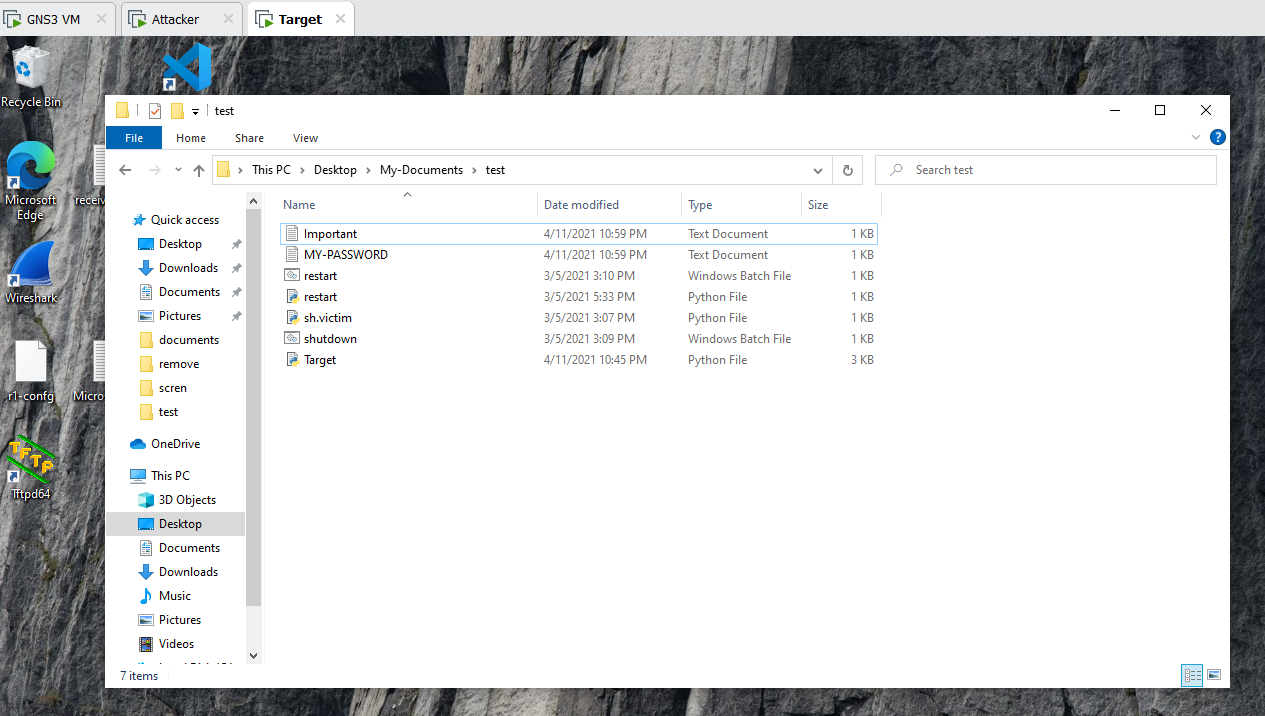 GNS3 VM Attacker Target
Recycle Bin
test
File Home Share View
This PC Desktop My-Documents test Search test
Microsoft Edge
receiv
Wireshark
r1-confg
Micro
Tftpd64
TFTP
Name Date modified Type Size
Important 4/11/2021 10:59 PM Text Document 1 KB
MY-PASSWORD 4/11/2021 10:59 PM Text Document 1 KB
restart 3/5/2021 3:10 PM Windows Batch File 1 KB
restart 3/5/2021 5:33 PM Python File 1 KB
sh.victim 3/5/2021 3:07 PM Python File 1 KB
shutdown 3/5/2021 3:09 PM Windows Batch File 1 KB
Target 4/11/2021 10:45 PM Python File 3 KB
Quick access
Desktop
Downloads
Documents
Pictures
documents
remove
scren
test
OneDrive
This PC
3D Objects
Desktop
Documents
Downloads
Music
Pictures
Videos
7 items